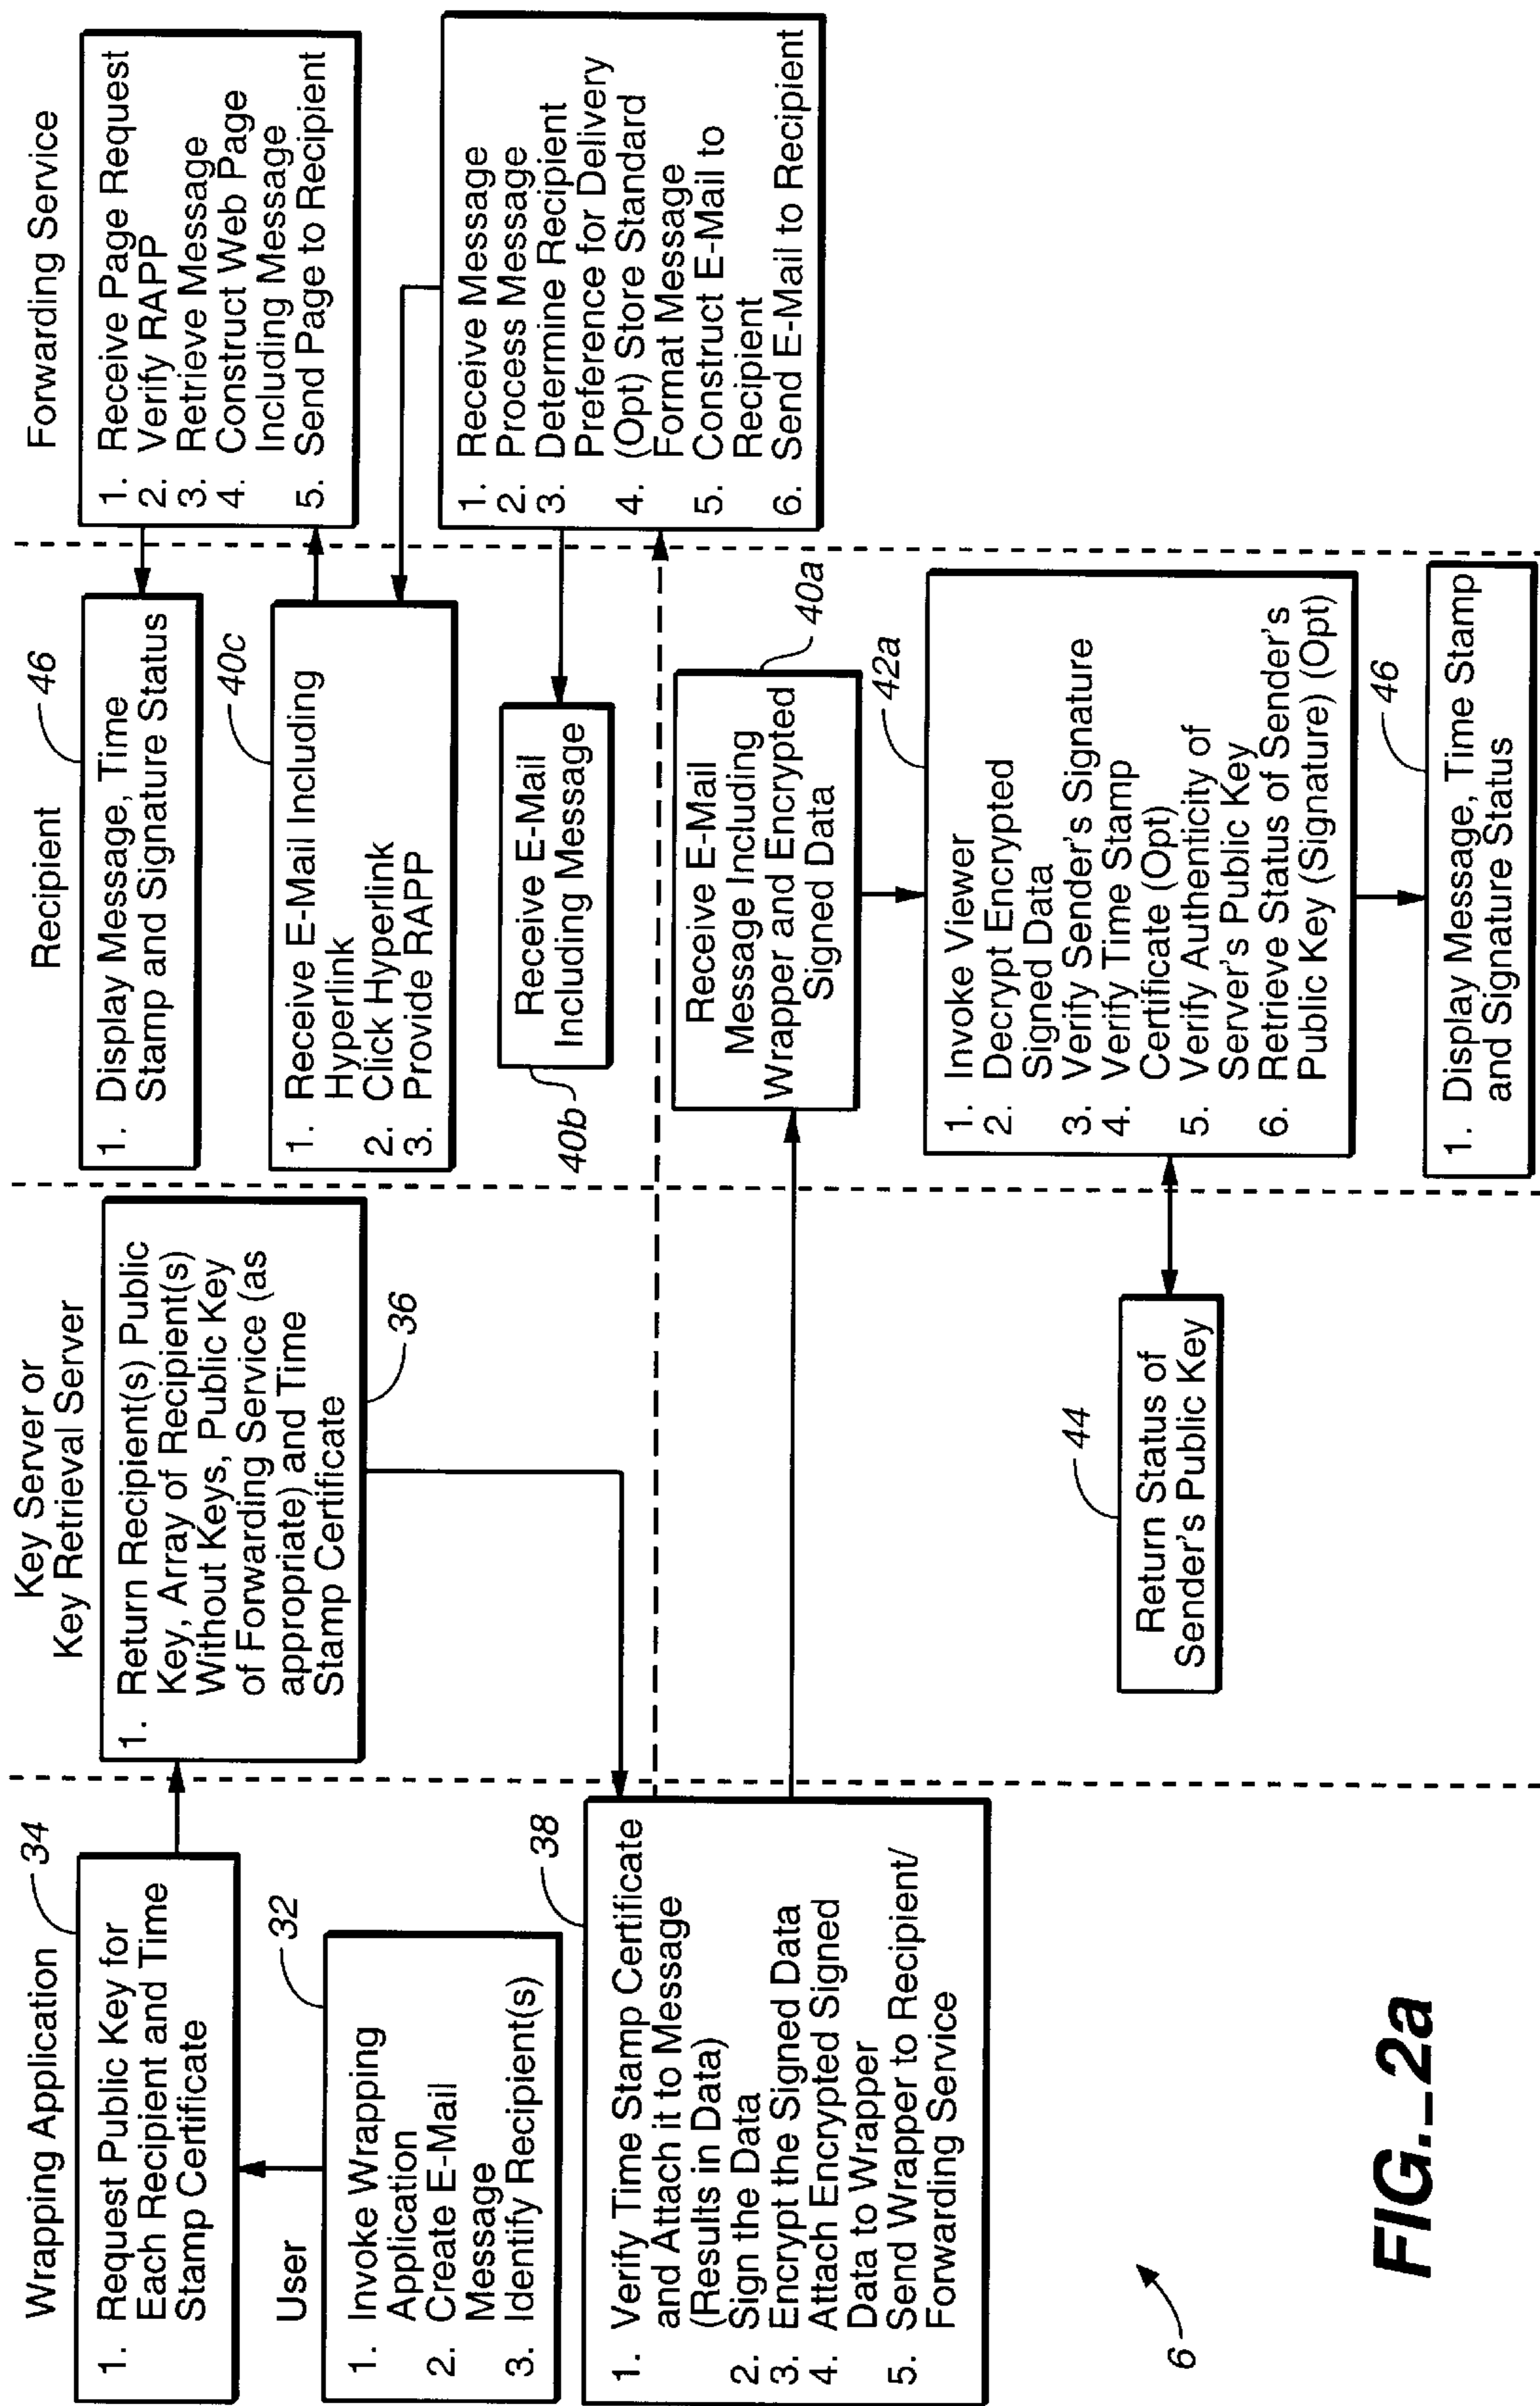 Wrapping Application
34
1. Request Public Key for
Each Recipient and Time
Stamp Certificate
User
32
1. Invoke Wrapping
Application
2. Create E-Mail
Message
3. Identify Recipient(s)
38
1. Verify Time Stamp Certificate
and Attach it to Message
(Results in Data)
2. Sign the Data
3. Encrypt the Signed Data
4. Attach Encrypted Signed
Data to Wrapper
5. Send Wrapper to Recipient/
Forwarding Service
Key Server or
Key Retrieval Server
1. Return Recipient(s) Public
Key, Array of Recipient(s)
Without Keys, Public Key
of Forwarding Service (as
appropriate) and Time
Stamp Certificate
36
44
Return Status of
Sender's Public Key
Recipient
46
1. Display Message, Time
Stamp and Signature Status
40c
1. Receive E-Mail Including
Hyperlink
2. Click Hyperlink
3. Provide RAPP
40b
Receive E-Mail
Including Message
40a
Receive E-Mail
Message Including
Wrapper and Encrypted
Signed Data
42a
1. Invoke Viewer
2. Decrypt Encrypted
Signed Data
3. Verify Sender's Signature
4. Verify Time Stamp
Certificate (Opt)
5. Verify Authenticity of
Server's Public Key
6. Retrieve Status of Sender's
Public Key (Signature) (Opt)
46
1. Display Message, Time Stamp
and Signature Status
Forwarding Service
1. Receive Page Request
2. Verify RAPP
3. Retrieve Message
4. Construct Web Page
Including Message
5. Send Page to Recipient
1. Receive Message
2. Process Message
3. Determine Recipient
Preference for Delivery
4. (Opt) Store Standard
Format Message
5. Construct E-Mail to
Recipient
6. Send E-Mail to Recipient
6
FIG._2a